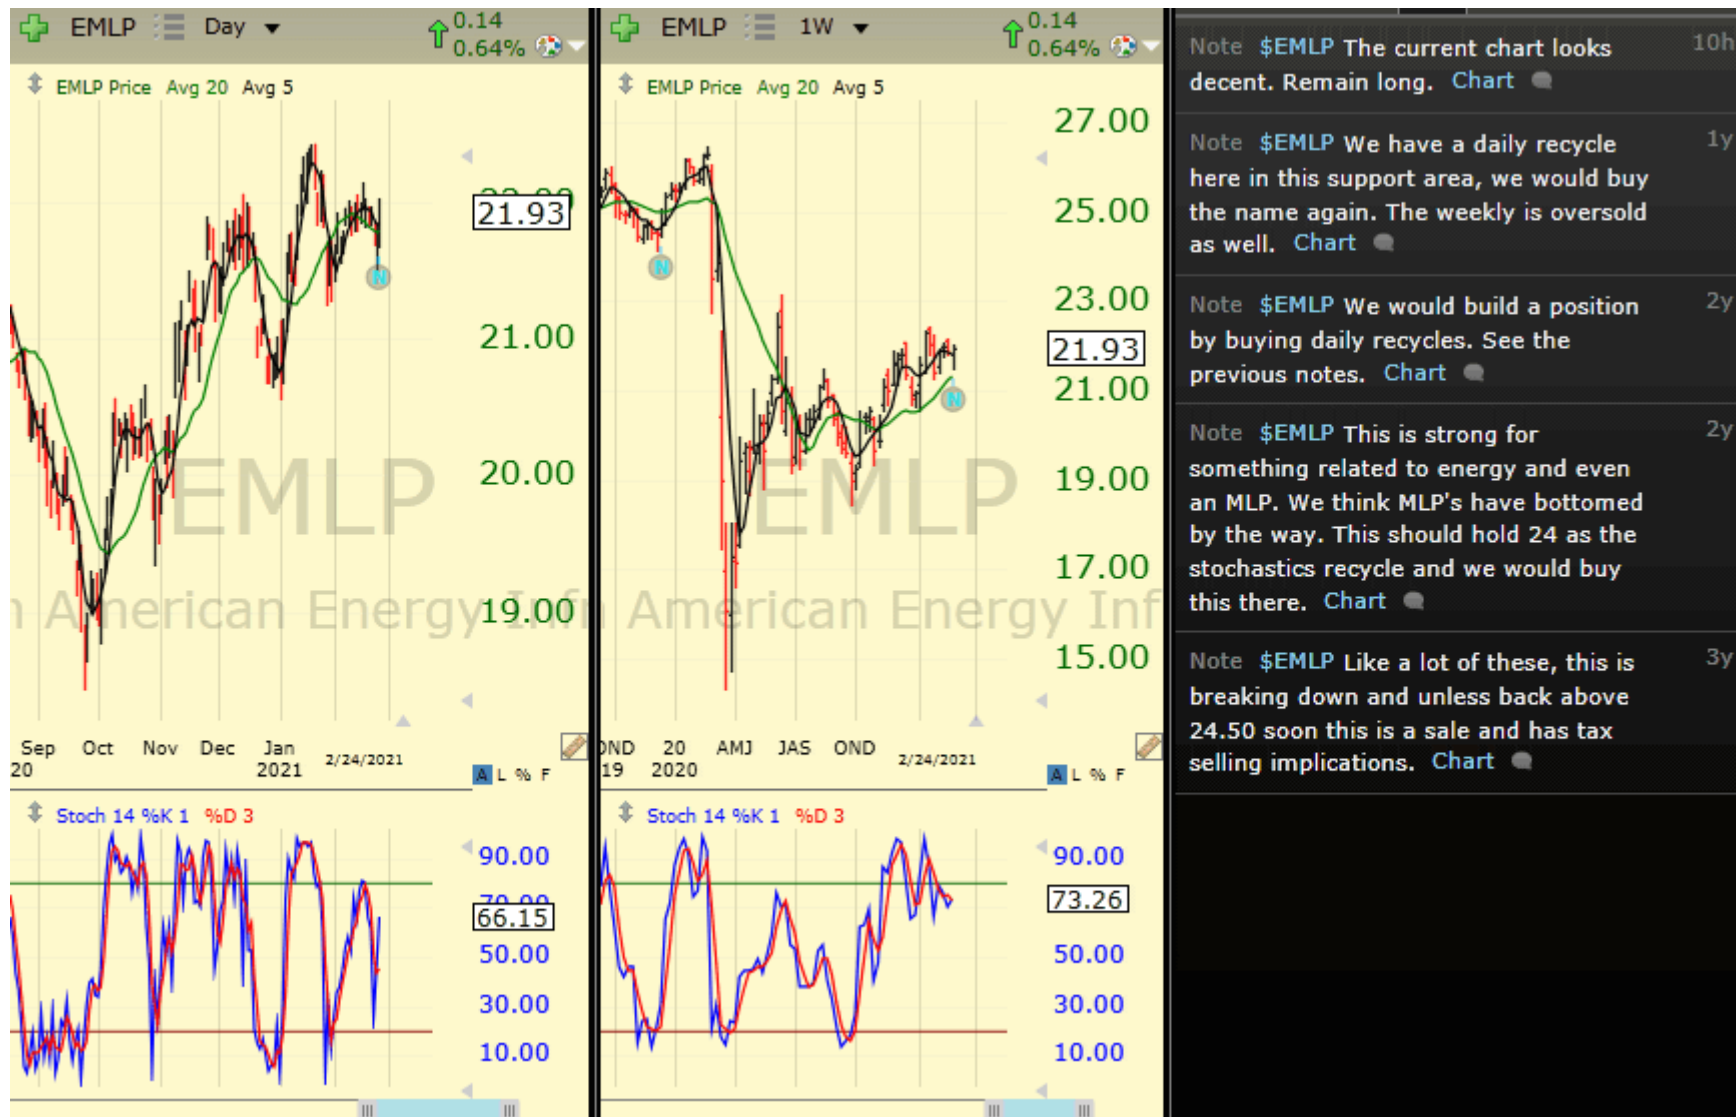 EMLP Day 0.14
0.64%
EMLP Price Avg 20 Avg 5
21.93
21.00
20.00
19.00
N
EMLP
American Energy Inf
Sep Oct Nov Dec Jan
20 2021 2/24/2021
A L % F
Stoch 14 %K 1 %D 3
90.00
66.15
50.00
30.00
10.00
EMLP 1W 0.14
0.64%
EMLP Price Avg 20 Avg 5
27.00
25.00
N
23.00
21.93
21.00
N
19.00
17.00
15.00
EMLP
n American Energy Inf
OND 20 AMJ JAS OND
19 2020 2/24/2021
A L % F
Stoch 14 %K 1 %D 3
90.00
73.26
50.00
30.00
10.00
Note $EMLP The current chart looks 10h
decent. Remain long. Chart
Note $EMLP We have a daily recycle 1y
here in this support area, we would buy
the name again. The weekly is oversold
as well. Chart
Note $EMLP We would build a position 2y
by buying daily recycles. See the
previous notes. Chart
Note $EMLP This is strong for 2y
something related to energy and even
an MLP. We think MLP's have bottomed
by the way. This should hold 24 as the
stochastics recycle and we would buy
this there. Chart
Note $EMLP Like a lot of these, this is 3y
breaking down and unless back above
24.50 soon this is a sale and has tax
selling implications. Chart